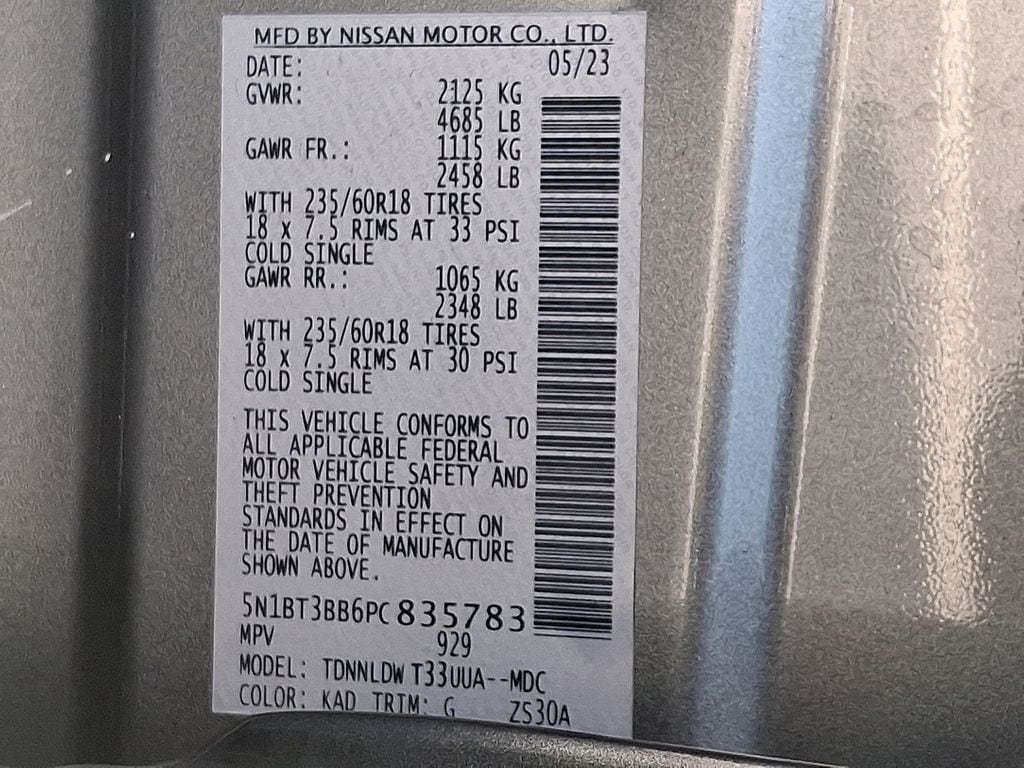 MFD BY NISSAN MOTOR CO., LTD.
DATE: 05/23
GVWR: 2125 KG
4685 LB
GAWR FR.: 1115 KG
2458 LB
WITH 235/60R18 TIRES
18 x 7.5 RIMS AT 33 PSI
COLD SINGLE
GAWR RR.: 1065 KG
2348 LB
WITH 235/60R18 TIRES
18 x 7.5 RIMS AT 30 PSI
COLD SINGLE
THIS VEHICLE CONFORMS TO
ALL APPLICABLE FEDERAL
MOTOR VEHICLE SAFETY AND
THEFT PREVENTION
STANDARDS IN EFFECT ON
THE DATE OF MANUFACTURE
SHOWN ABOVE.
5N1BT3BB6PC835783
MPV 929
MODEL: TDNNLDW T33UUA--MDC
COLOR: KAD TRIM: G ZS30A